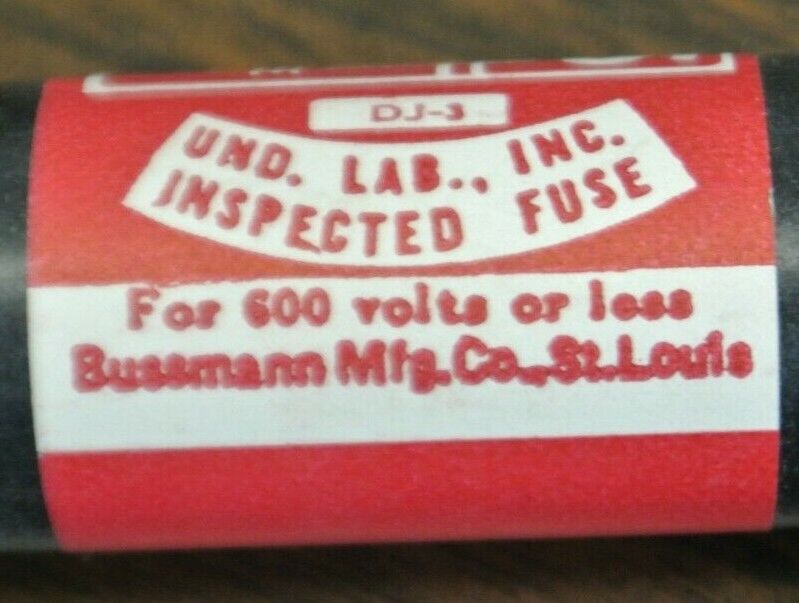 DJ-3
UND. LAB., INC.
INSPECTED FUSE
For 600 volts or less
Bussmann Mfg. Co., St. Louis